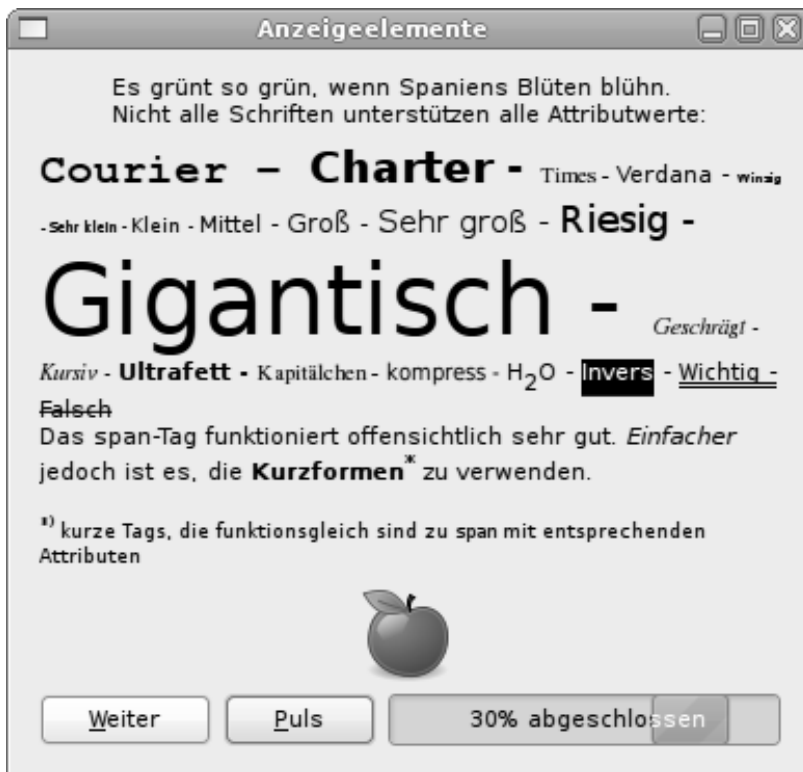 Anzeigeelemente
Es grünt so grün, wenn Spaniens Blüten blühn.
Nicht alle Schriften unterstützen alle Attributwerte:
Courier - Charter - Times - Verdana - Winzig
- Sehr klein - Klein - Mittel - Groß - Sehr groß - Riesig -
Gigantisch - Geschrägt -
Kursiv - Ultrafett - Kapitälchen - kompress - H₂O - Invers - Wichtig -
Falsch
Das span-Tag funktioniert offensichtlich sehr gut. Einfacher
jedoch ist es, die Kurzformen* zu verwenden.
*) kurze Tags, die funktionsgleich sind zu span mit entsprechenden
Attributen
Weiter Puls 30% abgeschlossen